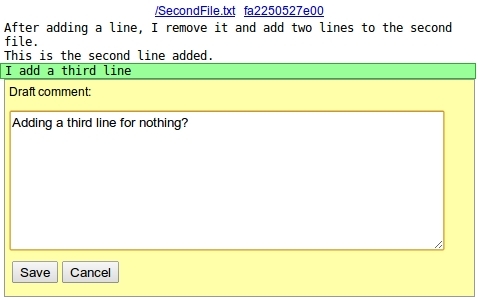 /SecondFile.txt fa2250527e00
After adding a line, I remove it and add two lines to the second
file.
This is the second line added.
I add a third line
Draft comment:
Adding a third line for nothing?
Save Cancel